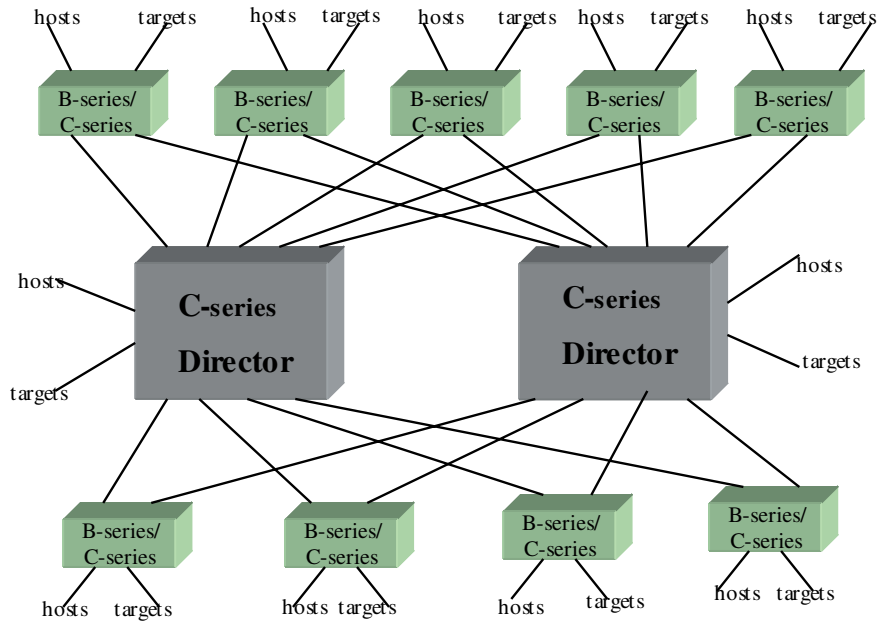 hosts targets hosts targets hosts targets hosts targets hosts targets
B-series/ B-series/ B-series/ B-series/ B-series/
C-series C-series C-series C-series C-series
hosts
C-series
Director
targets
C-series
Director
hosts
targets
B-series/ B-series/ B-series/ B-series/
C-series C-series C-series C-series
hosts targets hosts targets hosts targets hosts targets